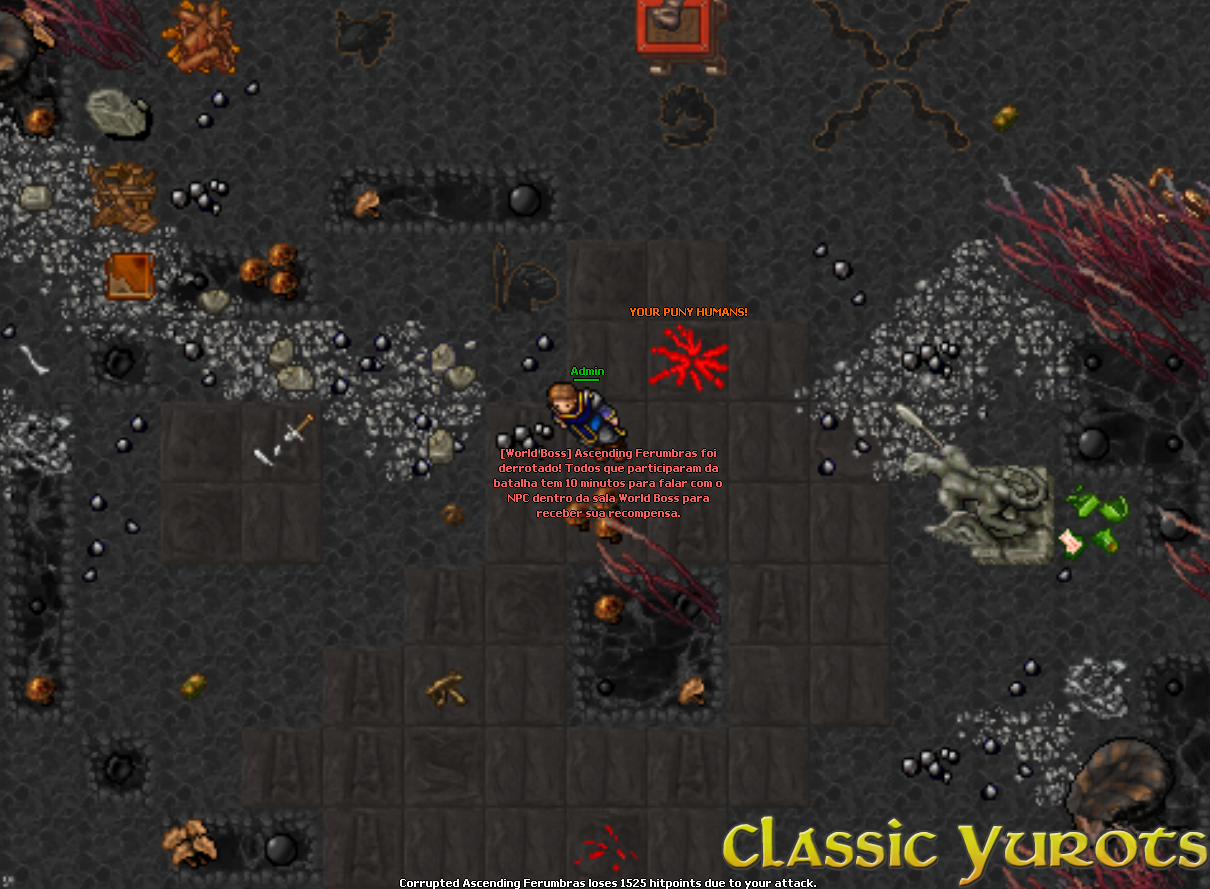 YOUR PUNY HUMANS!
Admin
[World Boss] Ascending Ferumbras foi
derrotado! Todos que participaram da
batalha tem 10 minutos para falar com o
NPC dentro da sala World Boss para
receber sua recompensa.
Classic Yurots
Corrupted Ascending Ferumbras loses 1525 hitpoints due to your attack.